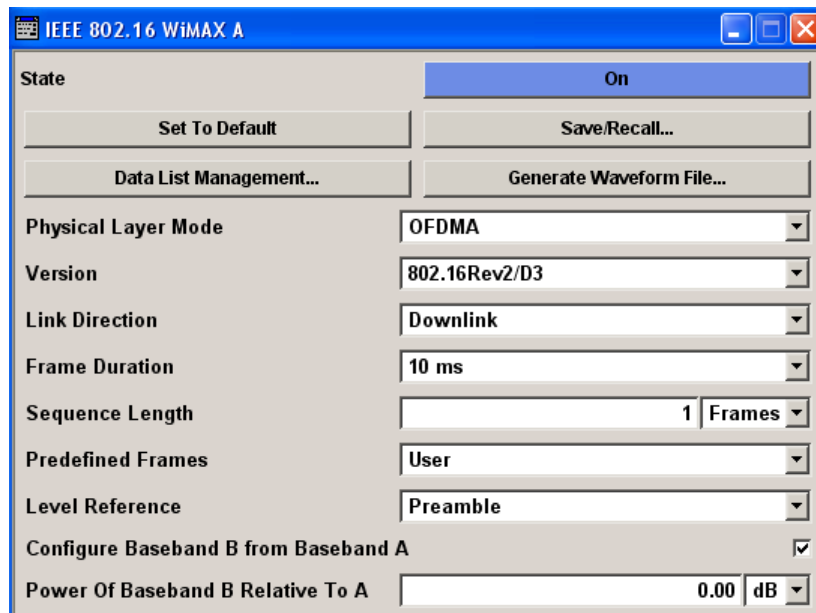 IEEE 802.16 WiMAX A
State On
Set To Default Save/Recall...
Data List Management... Generate Waveform File...
Physical Layer Mode OFDMA
Version 802.16Rev2/D3
Link Direction Downlink
Frame Duration 10 ms
Sequence Length 1 Frames
Predefined Frames User
Level Reference Preamble
Configure Baseband B from Baseband A
Power Of Baseband B Relative To A 0.00 dB